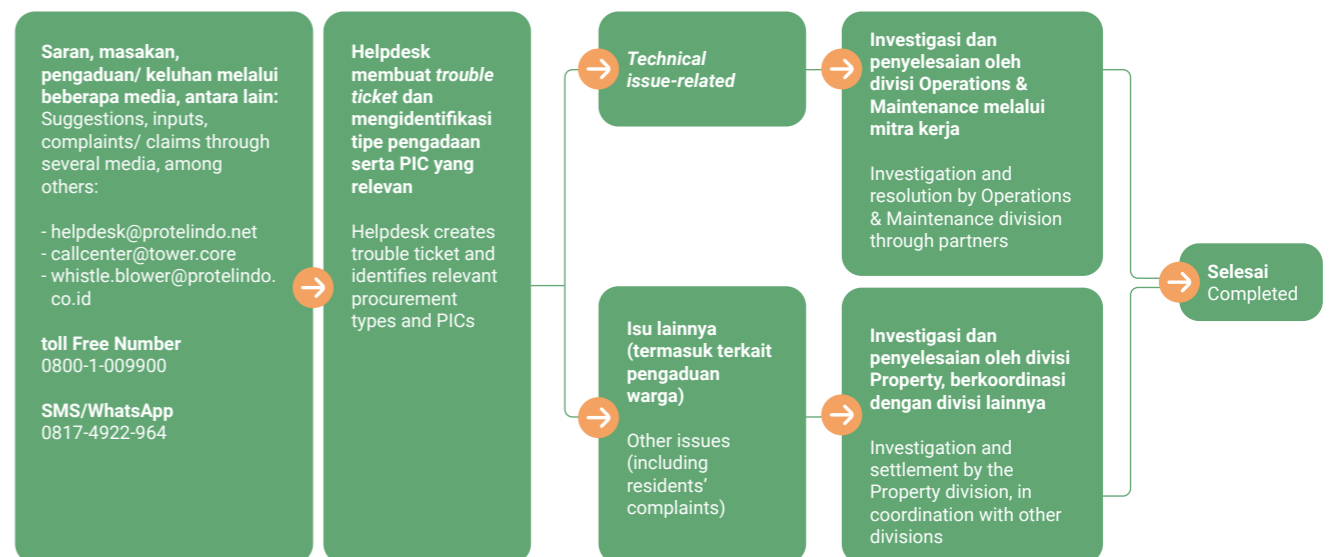 Saran, masakan,
pengaduan/ keluhan melalui
beberapa media, antara lain:
Suggestions, inputs,
complaints/ claims through
several media, among
others:
- helpdesk@protelindo.net
- callcenter@tower.core
- whistle.blower@protelindo.
co.id
toll Free Number
0800-1-009900
SMS/WhatsApp
0817-4922-964
Helpdesk
membuat trouble
ticket dan
mengidentifikasi
tipe pengadaan
serta PIC yang
relevan
Helpdesk creates
trouble ticket and
identifies relevant
procurement
types and PICs
Technical
issue-related
Investigasi dan
penyelesaian oleh
divisi Operations &
Maintenance melalui
mitra kerja
Investigation and
resolution by Operations
& Maintenance division
through partners
Isu lainnya
(termasuk terkait
pengaduan
warga)
Other issues
(including
residents'
complaints)
Investigasi dan
penyelesaian oleh divisi
Property, berkoordinasi
dengan divisi lainnya
Investigation and
settlement by the
Property division, in
coordination with other
divisions
Selesai
Completed